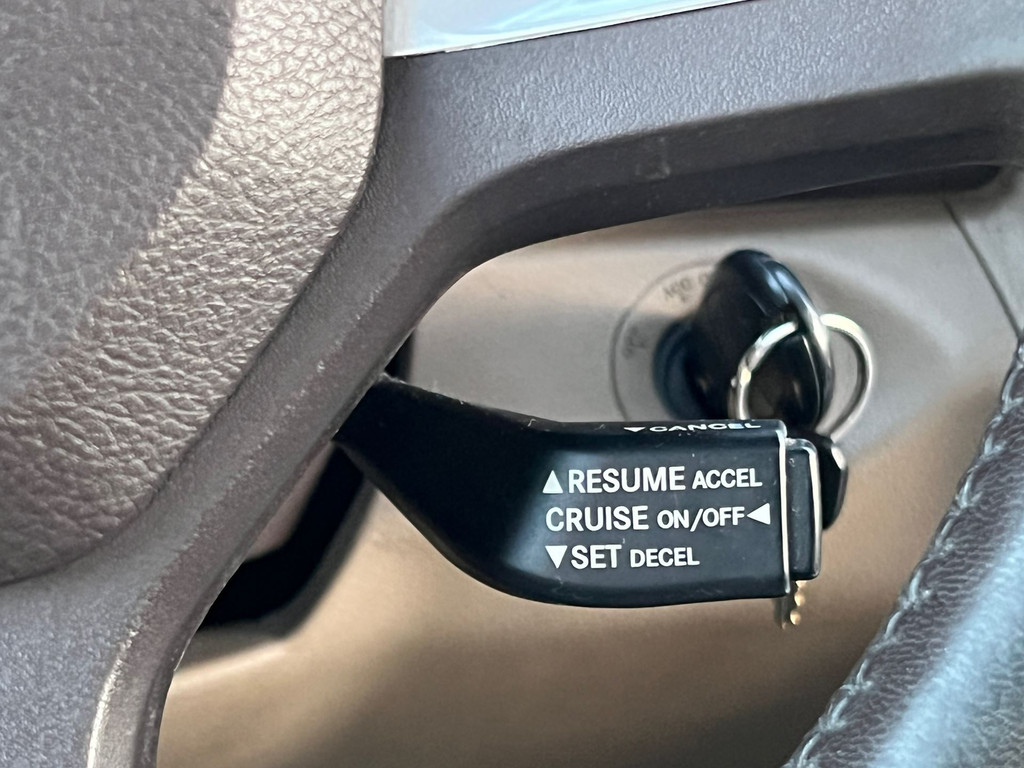 ▼CANCEL
▲RESUME ACCEL
CRUISE ON/OFF◀
▼SET DECEL